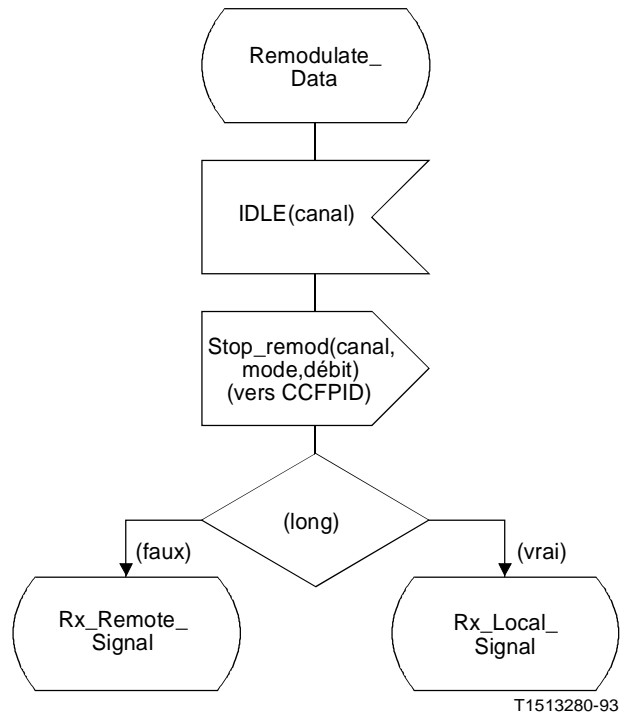 Remodulate_
Data
IDLE(canal)
Stop_remod(canal,
mode,débit)
(vers CCFPID)
(long)
(faux)
(vrai)
Rx_Remote_
Signal
Rx_Local_
Signal
T1513280-93